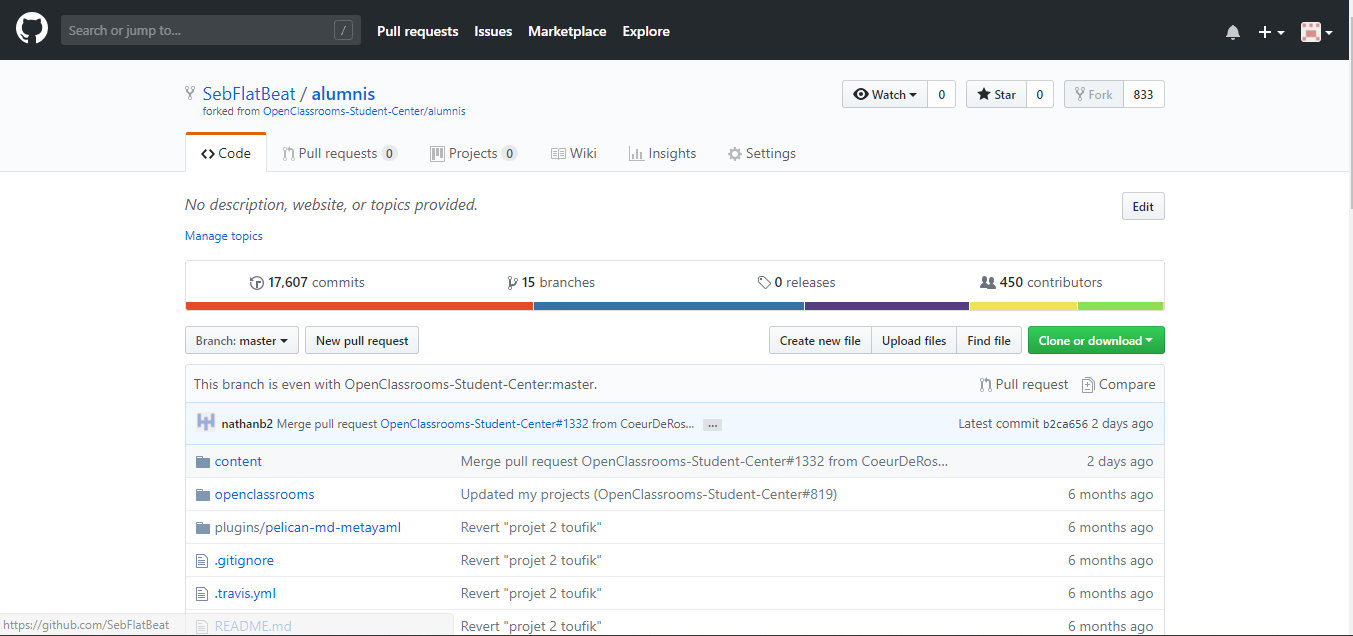 Search or jump to... / Pull requests Issues Marketplace Explore
SebFlatBeat / alumnis Watch 0 Star 0 Fork 833
forked from OpenClassrooms-Student-Center/alumnis
Code Pull requests 0 Projects 0 Wiki Insights Settings
No description, website, or topics provided. Edit
Manage topics
17,607 commits 15 branches 0 releases 450 contributors
Branch: master New pull request Create new file Upload files Find file Clone or download
This branch is even with OpenClassrooms-Student-Center:master. Pull request Compare
nathanb2 Merge pull request OpenClassrooms-Student-Center#1332 from CoeurDeRos... ... Latest commit b2ca656 2 days ago
content Merge pull request OpenClassrooms-Student-Center#1332 from CoeurDeRos... 2 days ago
openclassrooms Updated my projects (OpenClassrooms-Student-Center#819) 6 months ago
plugins/pelican-md-metayaml Revert "projet 2 toufik" 6 months ago
.gitignore Revert "projet 2 toufik" 6 months ago
.travis.yml Revert "projet 2 toufik" 6 months ago
https://github.com/SebFlatBeat README.md Revert "projet 2 toufik" 6 months ago